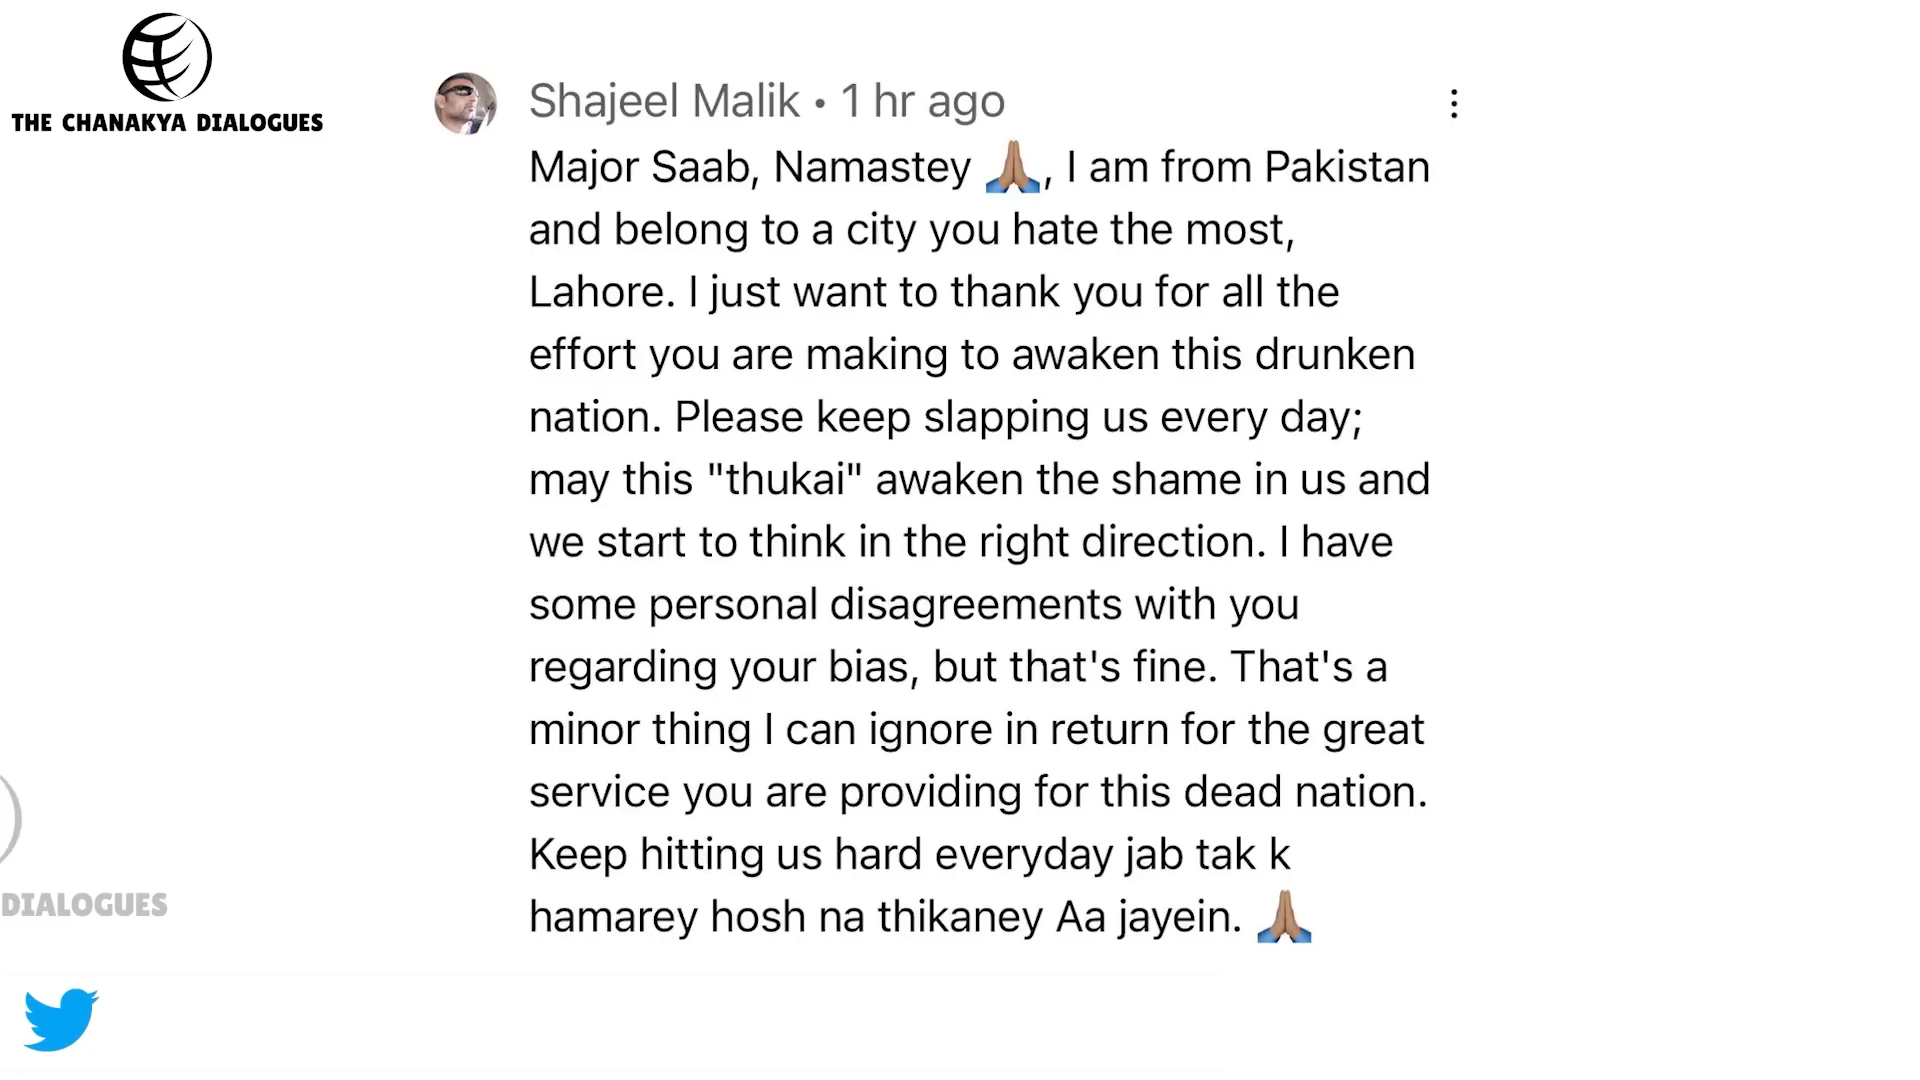 THE CHANAKYA DIALOGUES
Shajeel Malik • 1 hr ago
Major Saab, Namastey 🙏🏽, I am from Pakistan
and belong to a city you hate the most,
Lahore. I just want to thank you for all the
effort you are making to awaken this drunken
nation. Please keep slapping us every day;
may this "thukai" awaken the shame in us and
we start to think in the right direction. I have
some personal disagreements with you
regarding your bias, but that's fine. That's a
minor thing I can ignore in return for the great
service you are providing for this dead nation.
Keep hitting us hard everyday jab tak k
hamarey hosh na thikaney Aa jayein. 🙏🏽
DIALOGUES